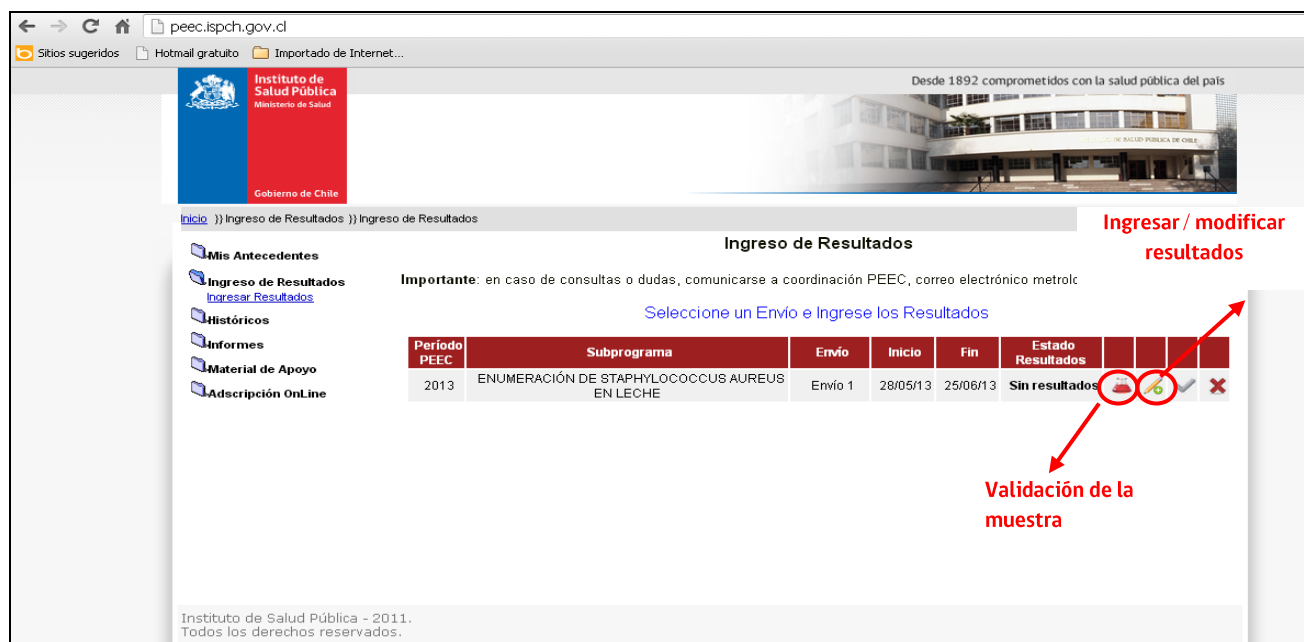 peec.ispch.gov.cl
Sitios sugeridos Hotmail gratuito Importado de Internet...
Instituto de
Salud Pública
Ministerio de Salud
Gobierno de Chile
Desde 1892 comprometidos con la salud pública del país
Inicio )) Ingreso de Resultados )) Ingreso de Resultados
Ingresar / modificar
resultados
Mis Antecedentes
Ingreso de Resultados
Ingresar Resultados
Históricos
Informes
Material de Apoyo
Adscripción OnLine
Ingreso de Resultados
Importante: en caso de consultas o dudas, comunicarse a coordinación PEEC, correo electrónico metrolc
Seleccione un Envío e Ingrese los Resultados
Período PEEC Subprograma Envío Inicio Fin Estado Resultados
2013 ENUMERACIÓN DE STAPHYLOCOCCUS AUREUS EN LECHE Envío 1 28/05/13 25/06/13 Sin resultados
Validación de la
muestra
Instituto de Salud Pública - 2011.
Todos los derechos reservados.